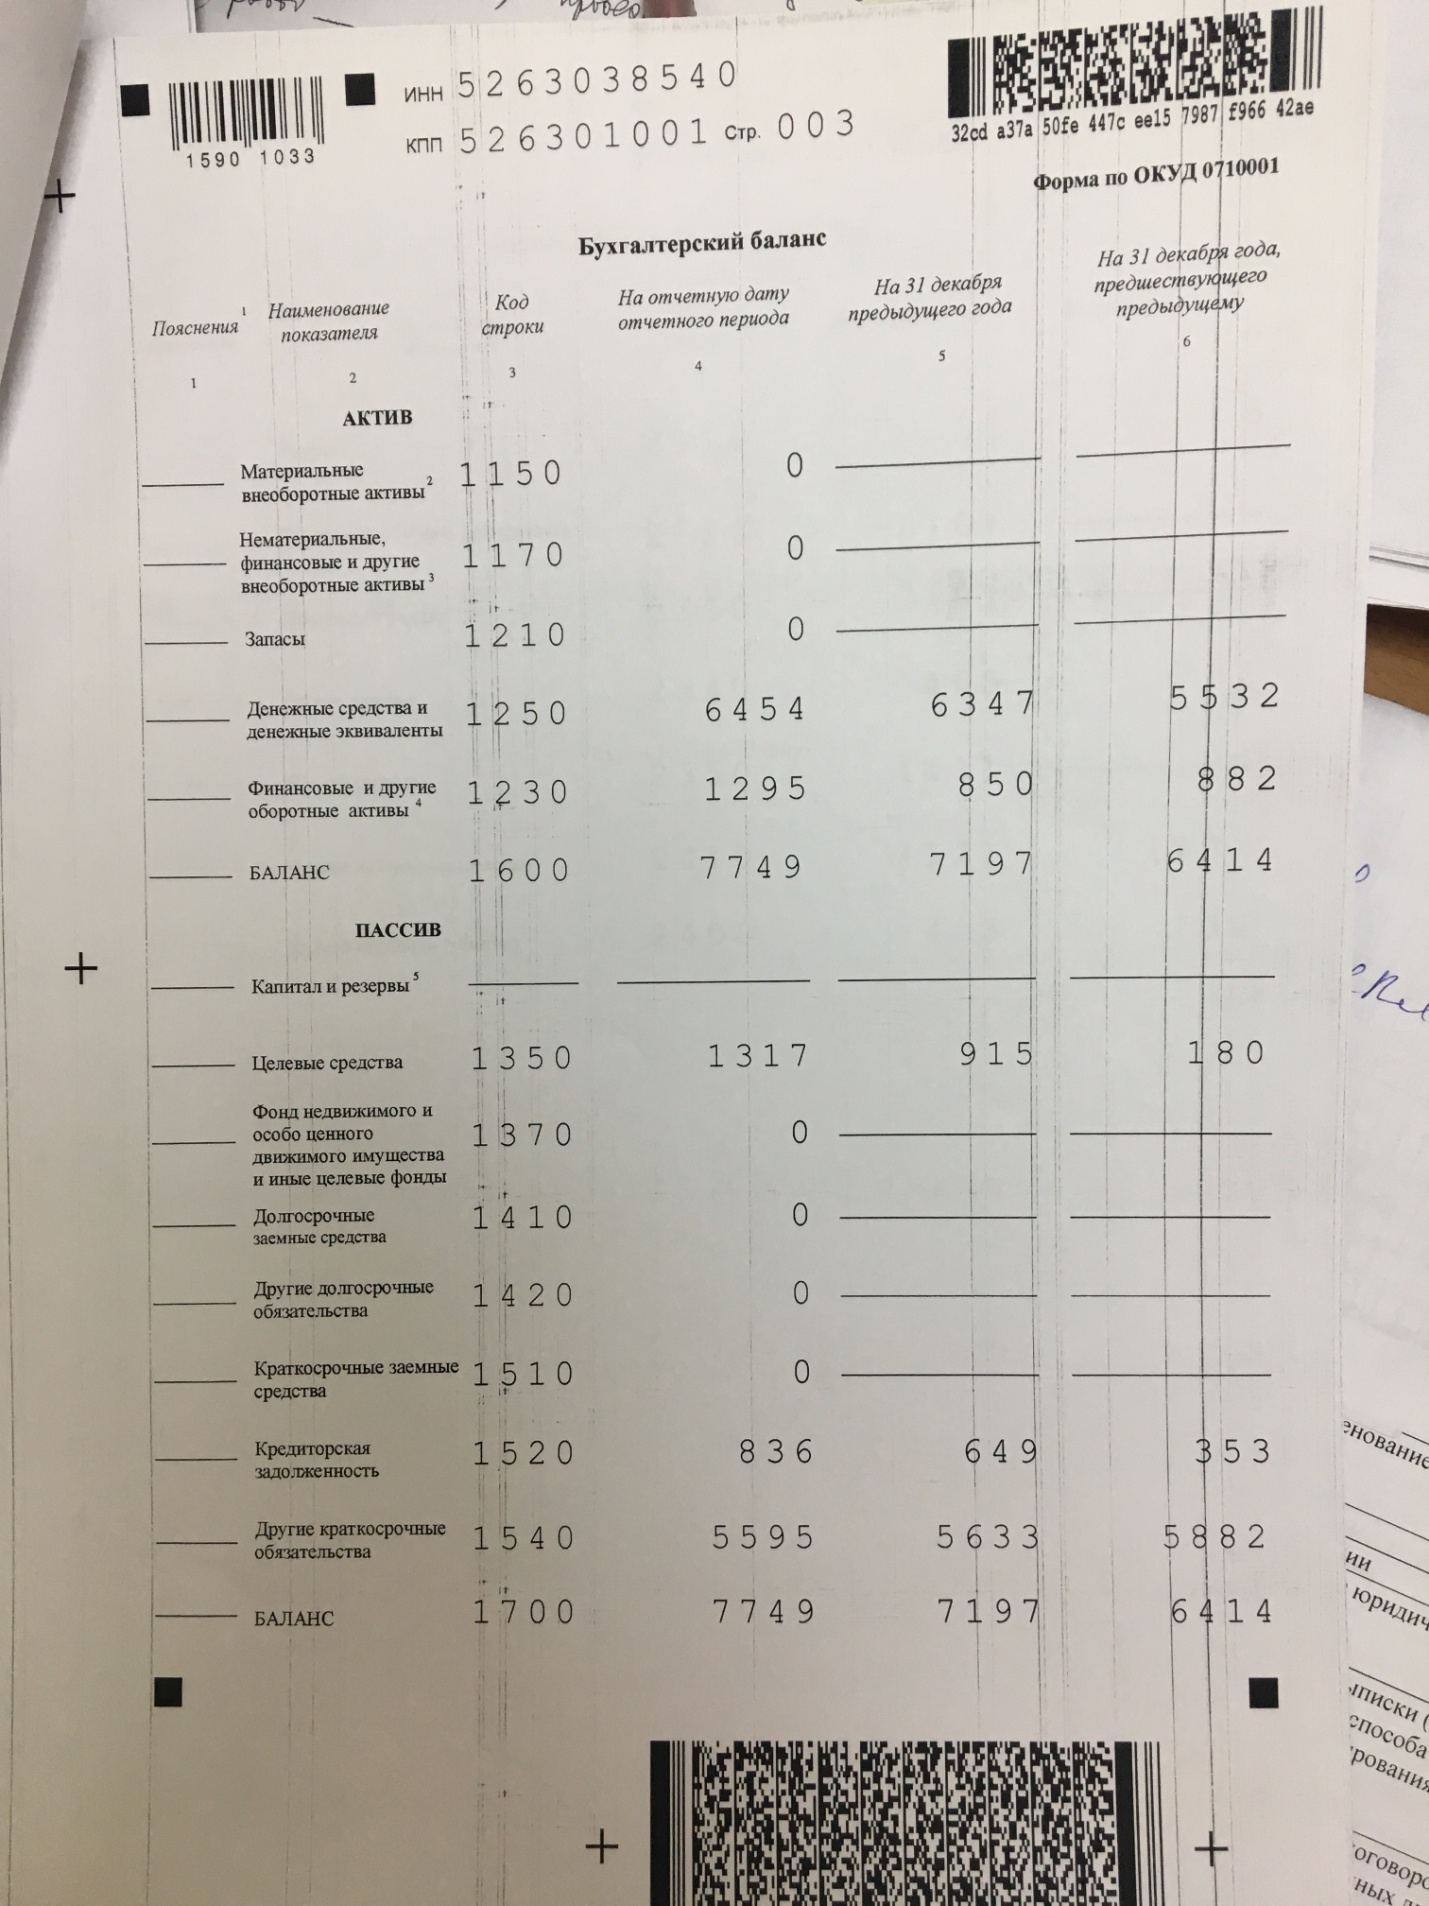 ИНН 5263038540
КПП 526301001 Стр. 003
1590 1033
32cd a37a 50fe 447c ee15 7987 f966 42ae
Форма по ОКУД 0710001
Бухгалтерский баланс
Пояснения 1
Наименование
показателя
Код
строки
На отчетную дату
отчетного периода
На 31 декабря
предыдущего года
На 31 декабря года,
предшествующего
предыдущему
1 2 3 4 5 6
АКТИВ
Материальные
внеоборотные активы 2 1150 0
Нематериальные,
финансовые и другие
внеоборотные активы 3 1170 0
Запасы 1210 0
Денежные средства и
денежные эквиваленты 1250 6454 6347 5532
Финансовые и другие
оборотные активы 4 1230 1295 850 882
БАЛАНС 1600 7749 7197 6414
ПАССИВ
Капитал и резервы 5
Целевые средства 1350 1317 915 180
Фонд недвижимого и
особо ценного
движимого имущества
и иные целевые фонды 1370 0
Долгосрочные
заемные средства 1410 0
Другие долгосрочные
обязательства 1420 0
Краткосрочные заемные
средства 1510 0
Кредиторская
задолженность 1520 836 649 353
Другие краткосрочные
обязательства 1540 5595 5633 5882
БАЛАНС 1700 7749 7197 6414
енование
ии
юридич
ыписки (
способа
рования